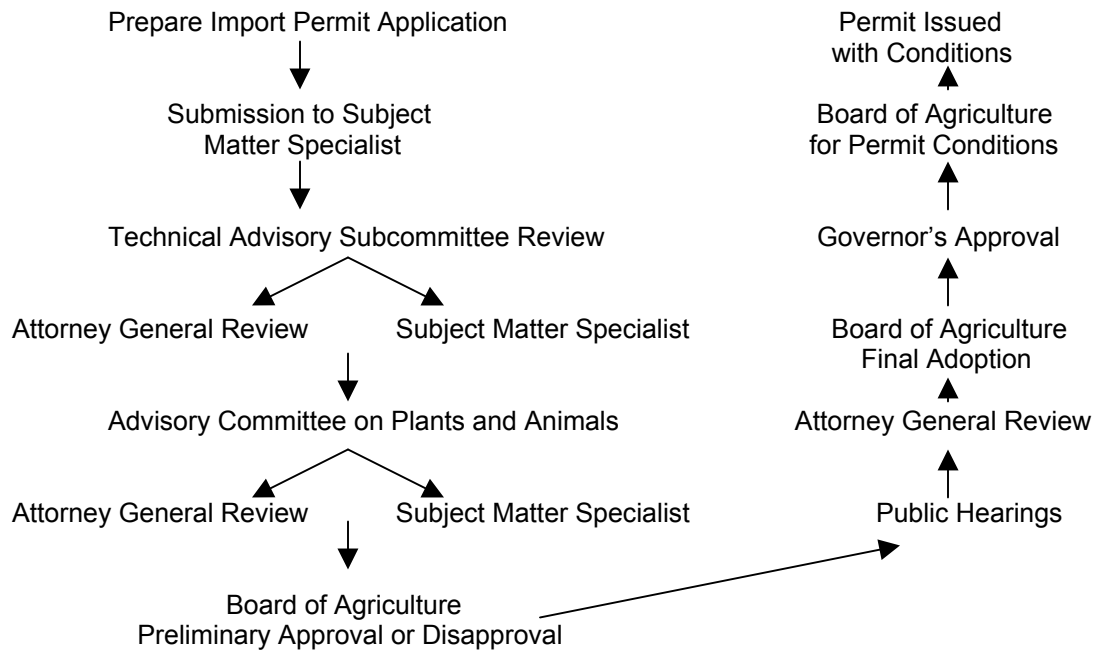 Prepare Import Permit Application
Submission to Subject
Matter Specialist
Technical Advisory Subcommittee Review
Attorney General Review
Subject Matter Specialist
Advisory Committee on Plants and Animals
Attorney General Review
Subject Matter Specialist
Board of Agriculture
Preliminary Approval or Disapproval
Permit Issued
with Conditions
Board of Agriculture
for Permit Conditions
Governor’s Approval
Board of Agriculture
Final Adoption
Attorney General Review
Public Hearings